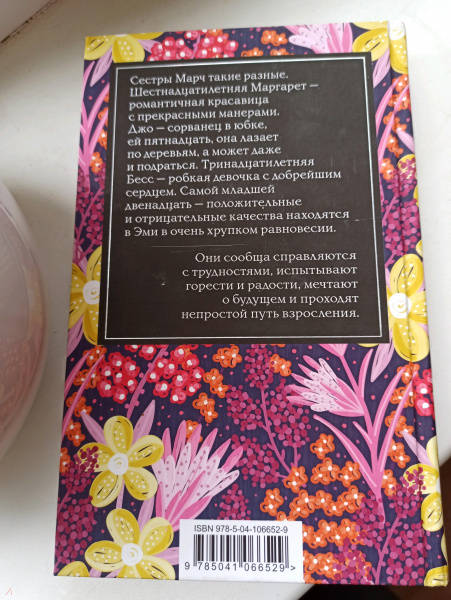 Сестры Марч такие разные.
Шестнадцатилетняя Маргарет —
романтичная красавица
с прекрасными манерами.
Джо — сорванец в юбке,
ей пятнадцать, она лазает
по деревьям, а может даже
и подраться. Тринадцатилетняя
Бесс — робкая девочка с добрейшим
сердцем. Самой младшей
двенадцать — положительные
и отрицательные качества находятся
в Эми в очень хрупком равновесии.
Они сообща справляются
с трудностями, испытывают
горести и радости, мечтают
о будущем и проходят
непростой путь взросления.
ISBN 978-5-04-106652-9
9 785041 066529 >